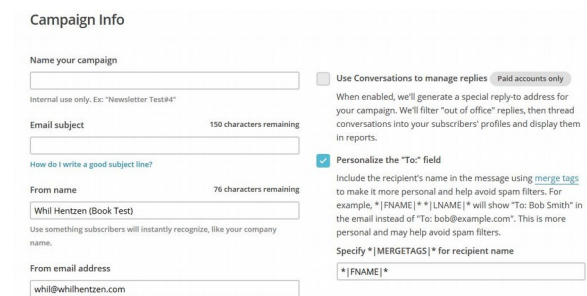 Campaign Info
Name your campaign
Internal use only. Ex: "Newsletter Test#4"
Email subject 150 characters remaining
How do I write a good subject line?
From name 76 characters remaining
Whil Hentzen (Book Test)
Use something subscribers will instantly recognize, like your company
name.
From email address
whil@whilhentzen.com
Use Conversations to manage replies Paid accounts only
When enabled, we'll generate a special reply-to address for
your campaign. We'll filter "out of office" replies, then thread
conversations into your subscribers' profiles and display them
in reports.
Personalize the "To:" field
Include the recipient's name in the message using merge tags
to make it more personal and help avoid spam filters. For
example, *|FNAME|* *|LNAME|* will show "To: Bob Smith" in
the email instead of "To: bob@example.com". This is more
personal and may help avoid spam filters.
Specify *|MERGETAGS|* for recipient name
*|FNAME|*